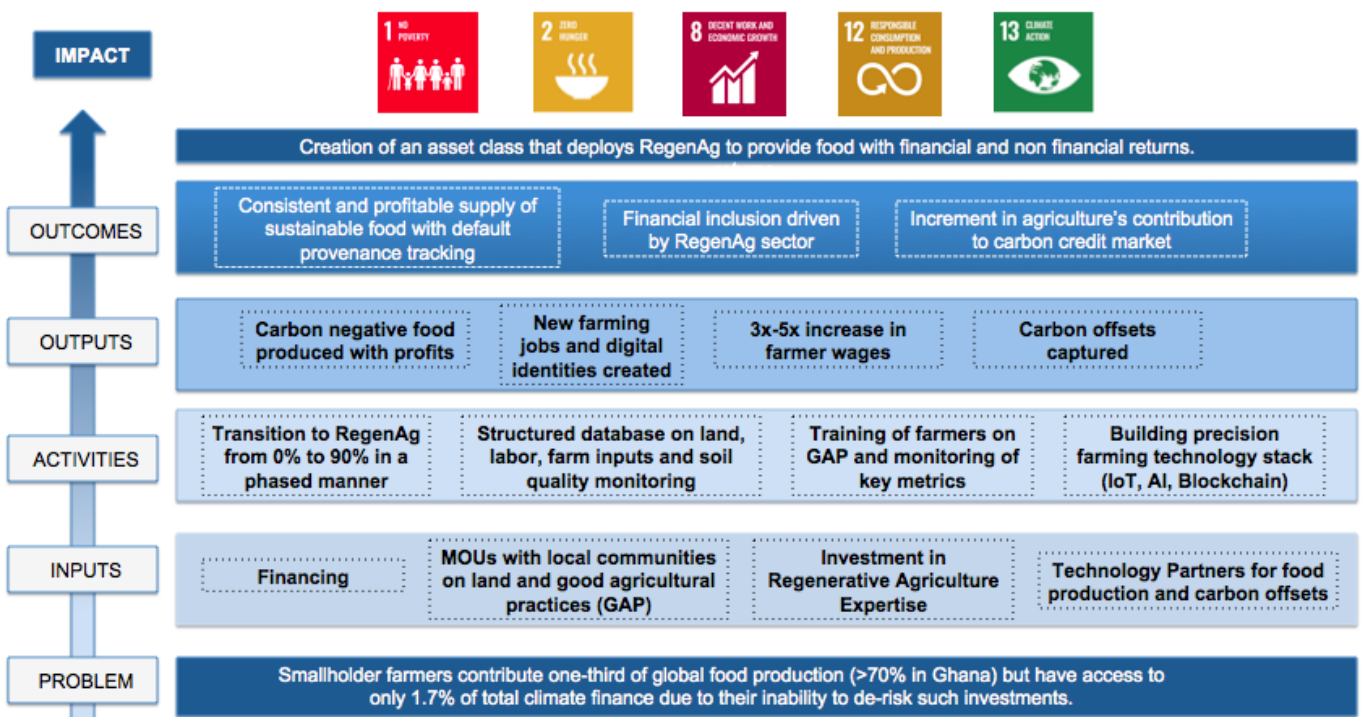 IMPACT
1 NO
POVERTY
2 ZERO
HUNGER
8 DECENT WORK AND
ECONOMIC GROWTH
12 RESPONSIBLE
CONSUMPTION
AND PRODUCTION
13 CLIMATE
ACTION
Creation of an asset class that deploys RegenAg to provide food with financial and non financial returns.
OUTCOMES
Consistent and profitable supply of
sustainable food with default
provenance tracking
Financial inclusion driven
by RegenAg sector
Increment in agriculture's contribution
to carbon credit market
OUTPUTS
Carbon negative food
produced with profits
New farming
jobs and digital
identities created
3x-5x increase in
farmer wages
Carbon offsets
captured
ACTIVITIES
Transition to RegenAg
from 0% to 90% in a
phased manner
Structured database on land,
labor, farm inputs and soil
quality monitoring
Training of farmers on
GAP and monitoring of
key metrics
Building precision
farming technology stack
(IoT, AI, Blockchain)
INPUTS
Financing
MOUs with local communities
on land and good agricultural
practices (GAP)
Investment in
Regenerative Agriculture
Expertise
Technology Partners for food
production and carbon offsets
PROBLEM
Smallholder farmers contribute one-third of global food production (>70% in Ghana) but have access to
only 1.7% of total climate finance due to their inability to de-risk such investments.